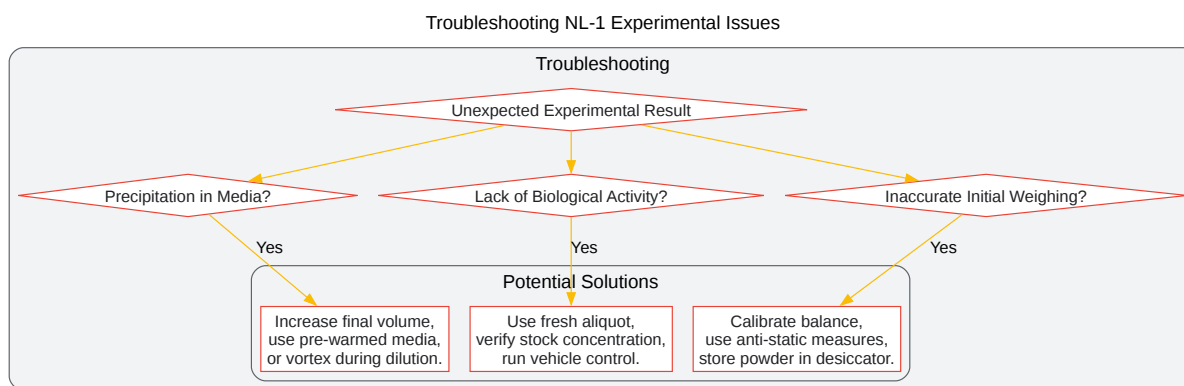 Troubleshooting NL-1 Experimental Issues
Troubleshooting
Unexpected Experimental Result
Precipitation in Media?
Lack of Biological Activity?
Inaccurate Initial Weighing?
Yes
Yes
Yes
Potential Solutions
Increase final volume,
use pre-warmed media,
or vortex during dilution.
Use fresh aliquot,
verify stock concentration,
run vehicle control.
Calibrate balance,
use anti-static measures,
store powder in desiccator.